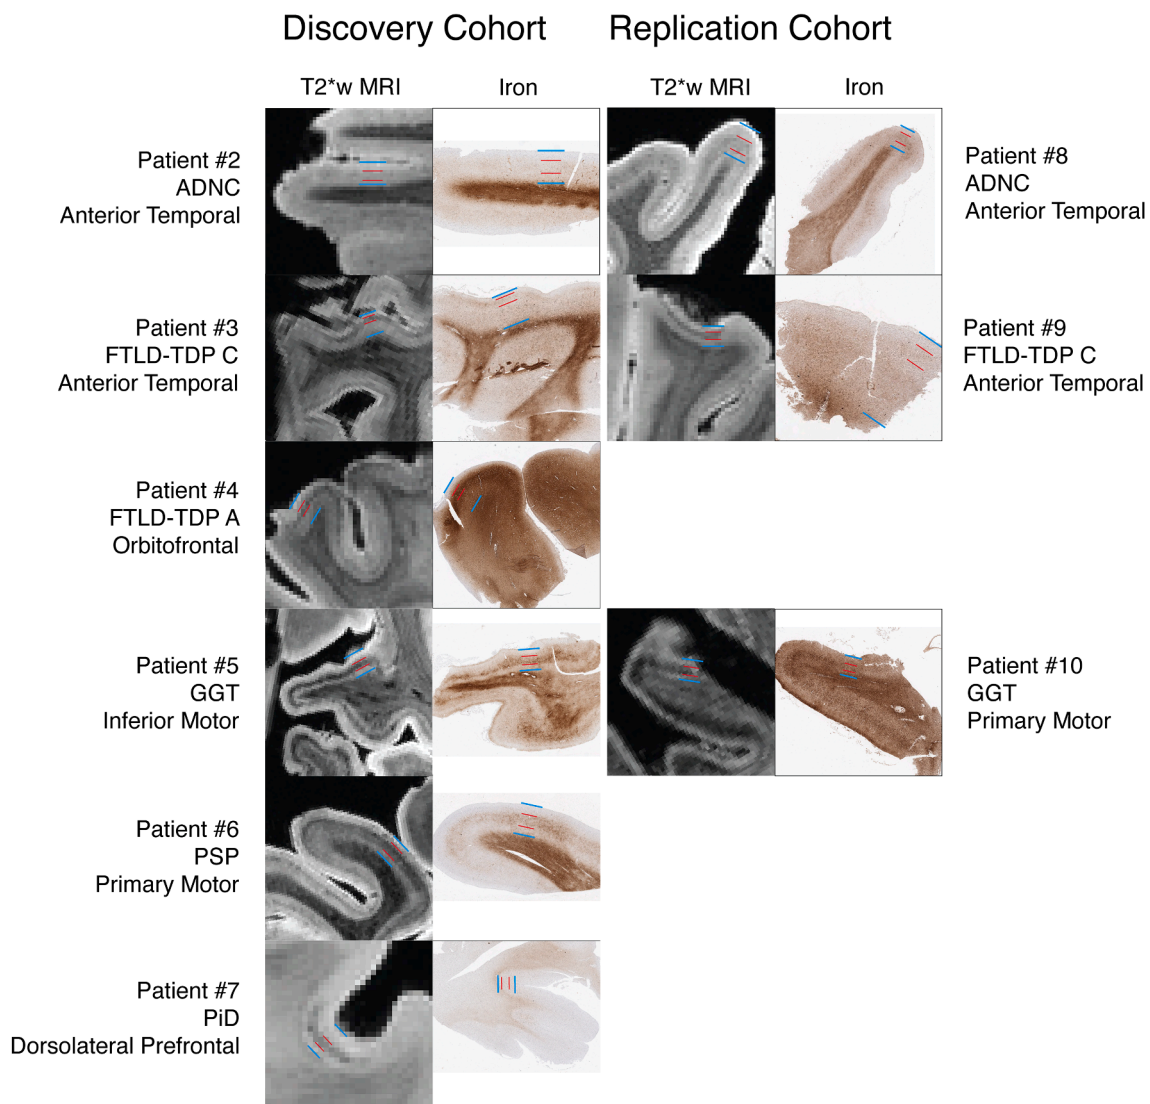 Discovery Cohort
Replication Cohort
T2*w MRI
Iron
T2*w MRI
Iron
Patient #2
ADNC
Anterior Temporal
Patient #8
ADNC
Anterior Temporal
Patient #3
FTLD-TDP C
Anterior Temporal
Patient #9
FTLD-TDP C
Anterior Temporal
Patient #4
FTLD-TDP A
Orbitofrontal
Patient #5
GGT
Inferior Motor
Patient #10
GGT
Primary Motor
Patient #6
PSP
Primary Motor
Patient #7
PiD
Dorsolateral Prefrontal